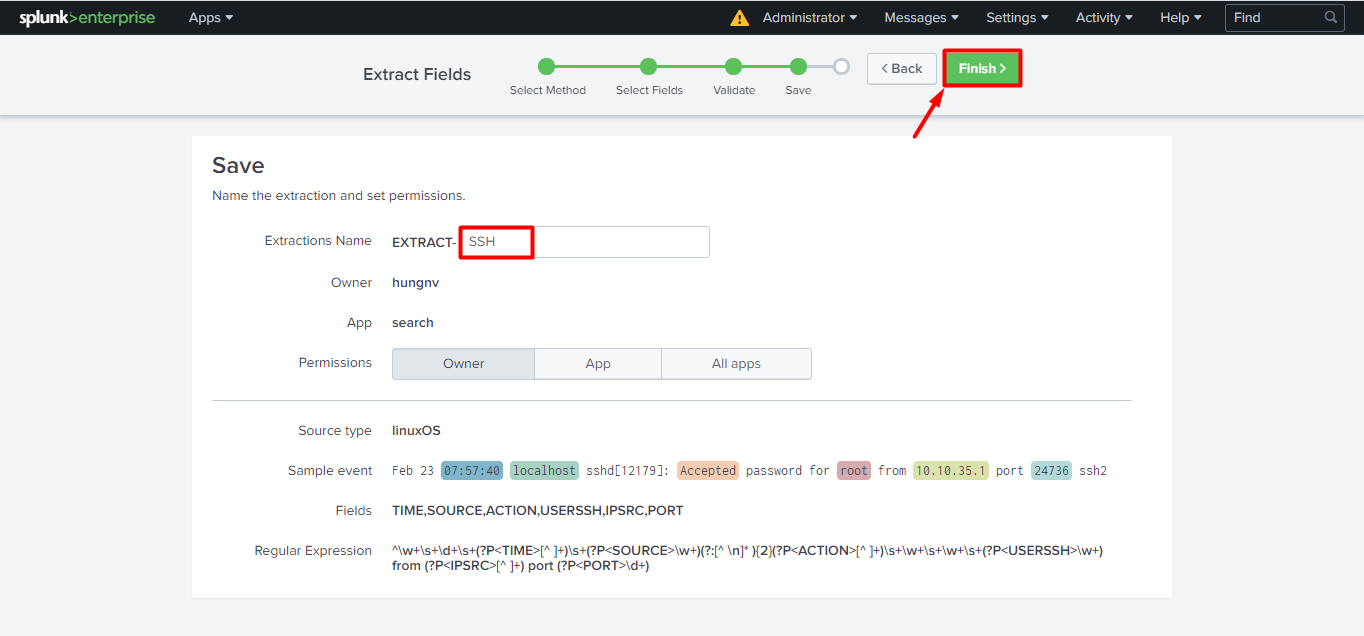 splunk>enterprise Apps Administrator Messages Settings Activity Help Find
Extract Fields
Select Method Select Fields Validate Save
< Back
Finish >
Save
Name the extraction and set permissions.
Extractions Name EXTRACT- SSH
Owner hungnv
App search
Permissions Owner App All apps
Source type linuxOS
Sample event Feb 23 07:57:40 localhost sshd[12179]: Accepted password for root from 10.10.35.1 port 24736 ssh2
Fields TIME,SOURCE,ACTION,USERSSH,IPSRC,PORT
Regular Expression ^\w+\s+\d+\s+(?P<TIME>[^ ]+)\s+(?P<SOURCE>\w+)(?:[^ \n]* ){2}(?P<ACTION>[^ ]+)\s+\w+\s+\w+\s+(?P<USERSSH>\w+)
from (?P<IPSRC>[^ ]+) port (?P<PORT>\d+)